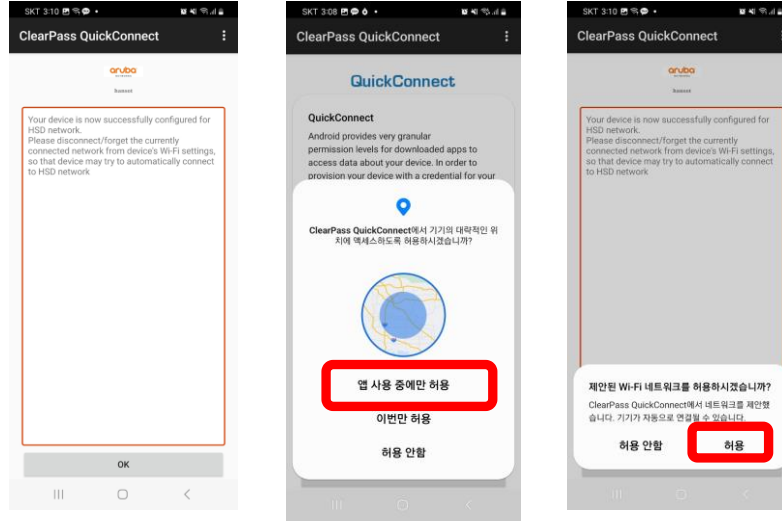 SKT 3:10
ClearPass QuickConnect
aruba
Your device is now successfully configured for
HSD network.
Please disconnect/forget the currently
connected network from device's Wi-Fi settings,
so that device may try to automatically connect
to HSD network
OK
SKT 3:08
ClearPass QuickConnect
QuickConnect
QuickConnect
Android provides very granular
permission levels for downloaded apps to
access data about your device. In order to
provision your device with a credential for your
ClearPass QuickConnect에서 기기의 대략적인 위
치에 액세스하도록 허용하시겠습니까?
앱 사용 중에만 허용
이번만 허용
허용 안함
SKT 3:10
ClearPass QuickConnect
aruba
Your device is now successfully configured for
HSD network.
Please disconnect/forget the currently
connected network from device's Wi-Fi settings,
so that device may try to automatically connect
to HSD network
제안된 Wi-Fi 네트워크를 허용하시겠습니까?
ClearPass QuickConnect에서 네트워크를 제안했
습니다. 기기가 자동으로 연결될 수 있습니다.
허용 안함
허용